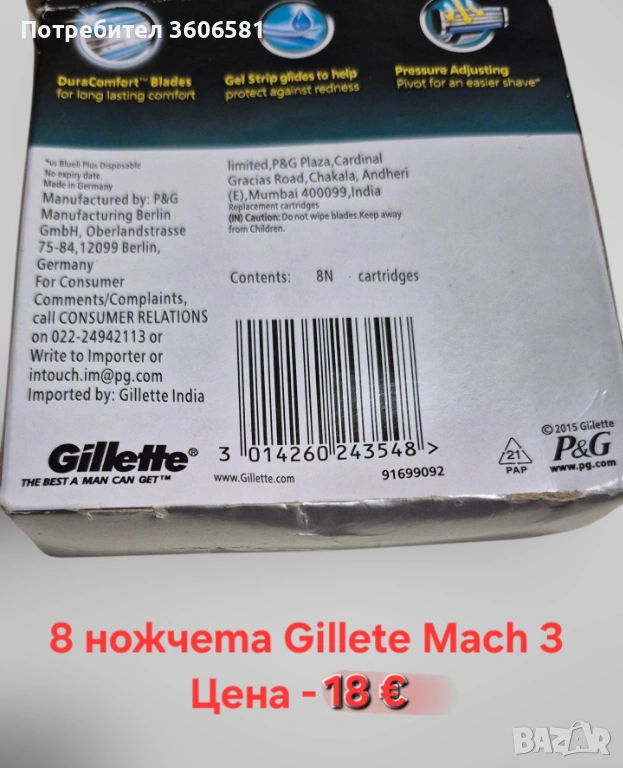 Потребител 3606581
DuraComfort™ Blades
for long lasting comfort
Gel Strip glides to help
protect against redness
Pressure Adjusting
Pivot for an easier shave*
*vs BlueII Plus Disposable
No expiry date.
Made in Germany
Manufactured by: P&G
Manufacturing Berlin
GmbH, Oberlandstrasse
75-84,12099 Berlin,
Germany
For Consumer
Comments/Complaints,
call CONSUMER RELATIONS
on 022-24942113 or
Write to Importer or
intouch.im@pg.com
Imported by: Gillette India
limited,P&G Plaza,Cardinal
Gracias Road,Chakala, Andheri
(E),Mumbai 400099,India
Replacement cartridges
(IN) Caution: Do not wipe blades.Keep away
from Children.
Contents: 8N cartridges
3 014260 243548 >
Gillette®
THE BEST A MAN CAN GET™
www.Gillette.com
91699092
21
PAP
© 2015 Gillette
P&G
www.pg.com
8 ножчета Gillete Mach 3
Цена - 18 €
BAZAR